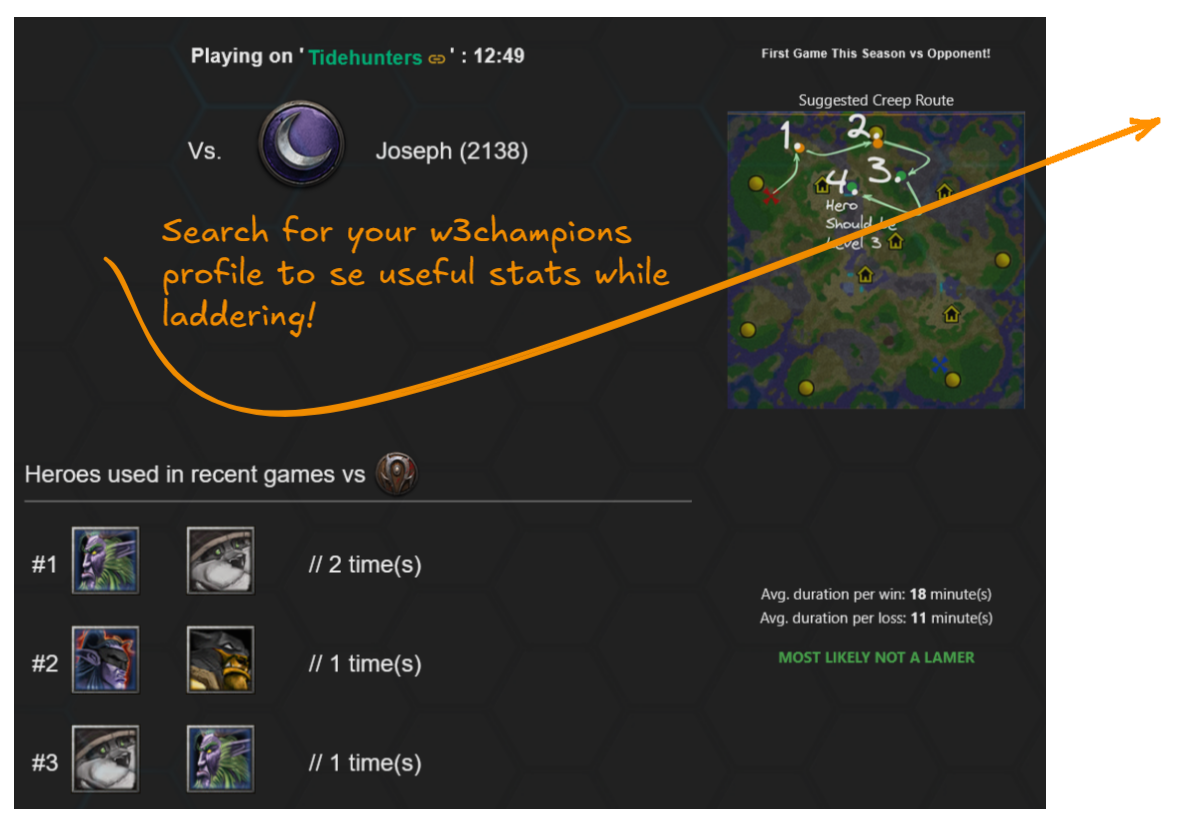 Playing on ' Tidehunters ' : 12:49
Vs. Joseph (2138)
Search for your w3champions
profile to se useful stats while
laddering!
First Game This Season vs Opponent!
Suggested Creep Route
1.
2.
3.
4.
Hero
Should be
Level 3
Heroes used in recent games vs
#1 // 2 time(s)
#2 // 1 time(s)
#3 // 1 time(s)
Avg. duration per win: 18 minute(s)
Avg. duration per loss: 11 minute(s)
MOST LIKELY NOT A LAMER